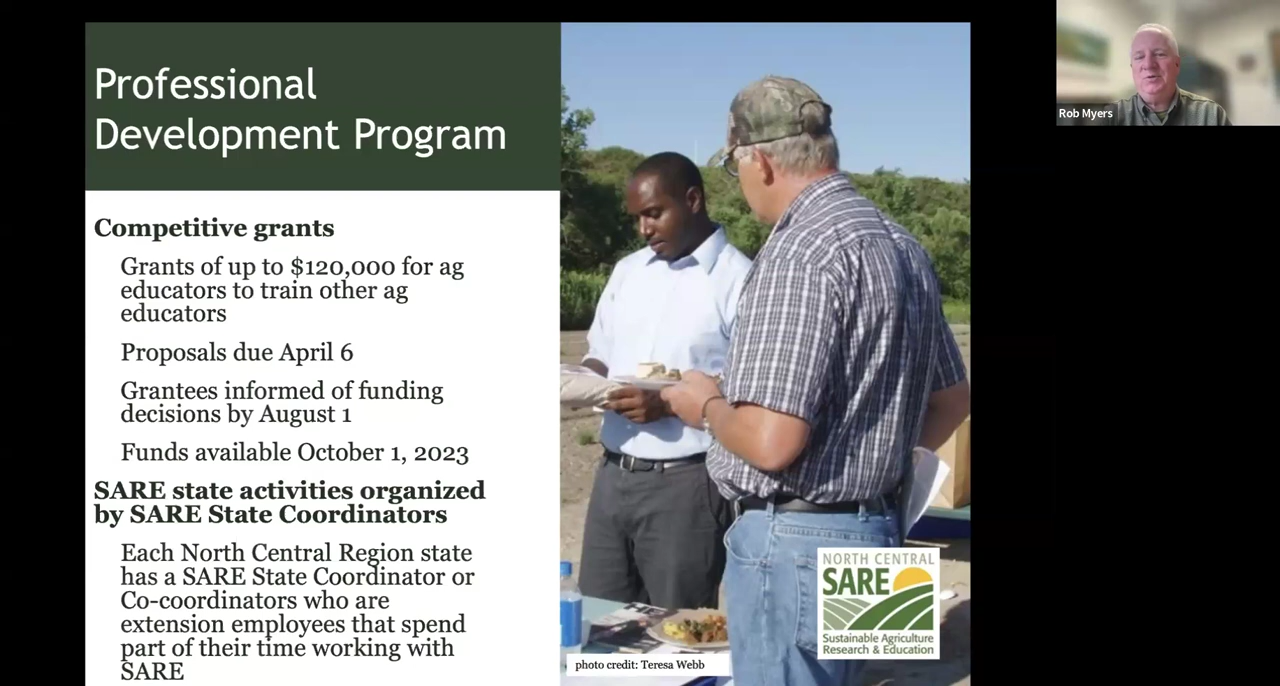 Professional
Development Program
Competitive grants
Grants of up to $120,000 for ag
educators to train other ag
educators
Proposals due April 6
Grantees informed of funding
decisions by August 1
Funds available October 1, 2023
SARE state activities organized
by SARE State Coordinators
Each North Central Region state
has a SARE State Coordinator or
Co-coordinators who are
extension employees that spend
part of their time working with
SARE
NORTH CENTRAL
SARE
Sustainable Agriculture
Research & Education
photo credit: Teresa Webb
Rob Myers